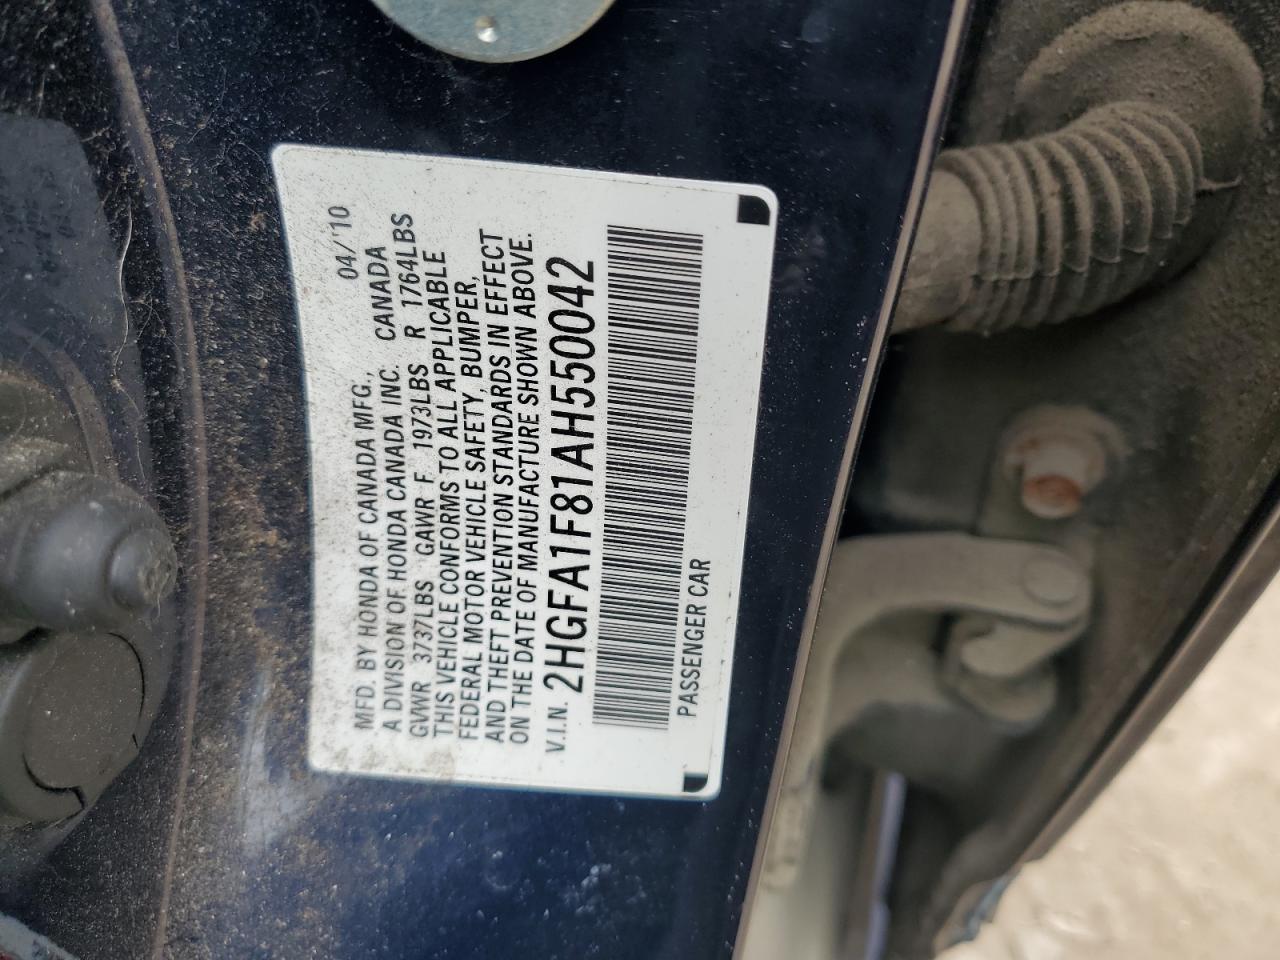 MFD. BY HONDA OF CANADA MFG., 04/'10
A DIVISION OF HONDA CANADA INC. CANADA
GVWR 3737LBS GAWR F 1973LBS R 1764LBS
THIS VEHICLE CONFORMS TO ALL APPLICABLE
FEDERAL MOTOR VEHICLE SAFETY, BUMPER,
AND THEFT PREVENTION STANDARDS IN EFFECT
ON THE DATE OF MANUFACTURE SHOWN ABOVE.
V.I.N. 2HGFA1F81AH550042
PASSENGER CAR